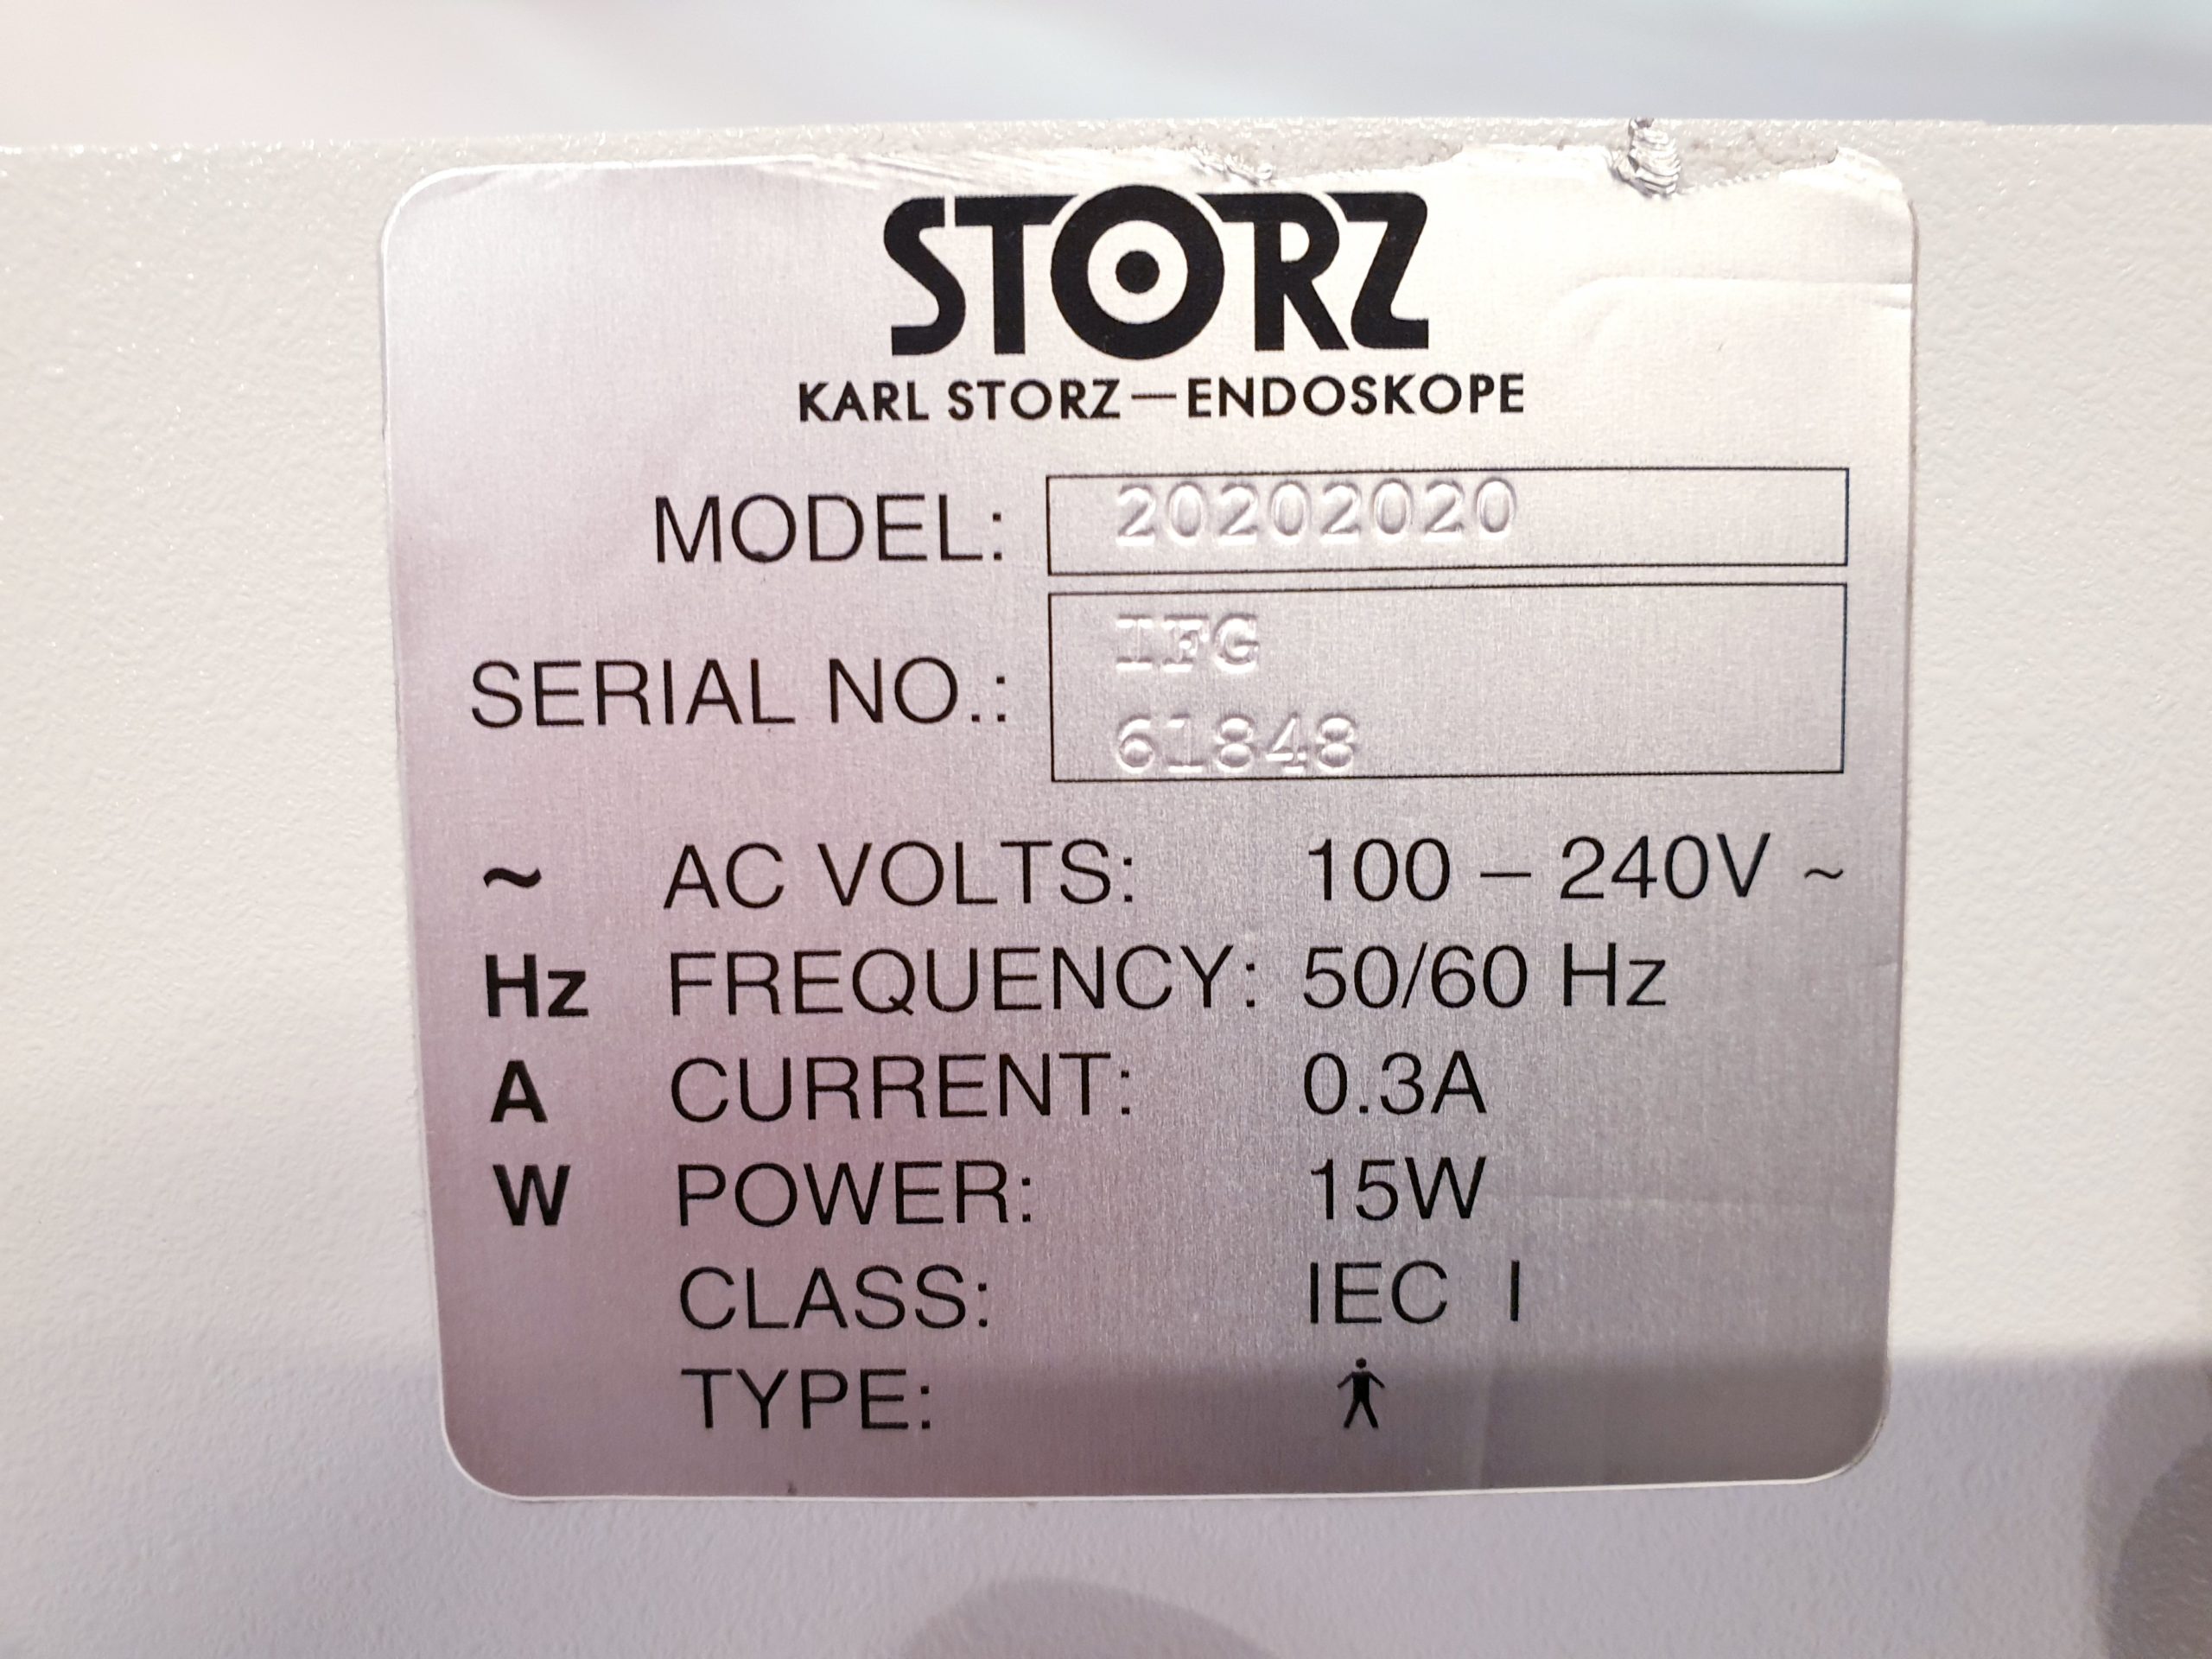 STORZ
KARL STORZ—ENDOSKOPE
MODEL: 20202020
SERIAL NO.: IFG
61848
~ AC VOLTS: 100 – 240V ~
Hz FREQUENCY: 50/60 Hz
A CURRENT: 0.3A
W POWER: 15W
CLASS: IEC I
TYPE: